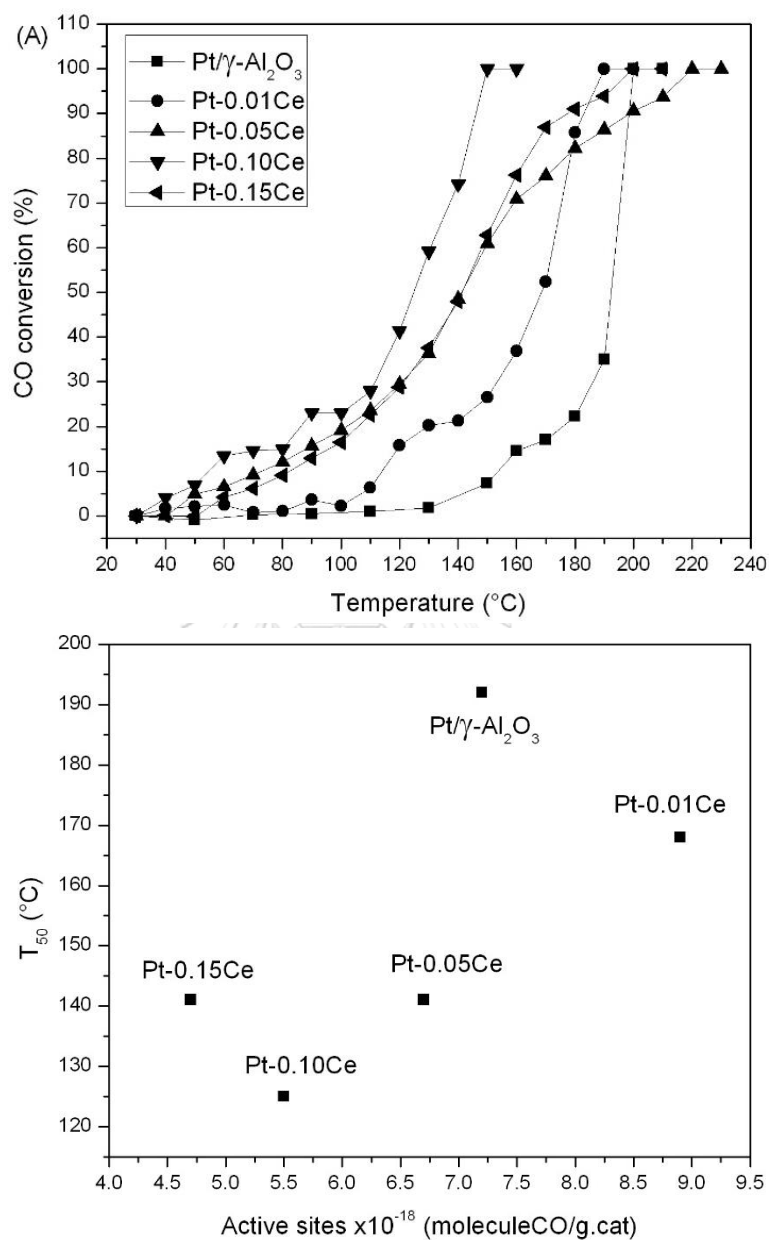 (A)
Pt/γ-Al₂O₃
Pt-0.01Ce
Pt-0.05Ce
Pt-0.10Ce
Pt-0.15Ce
110
100
90
80
70
60
50
40
30
20
10
0
CO conversion (%)
20 40 60 80 100 120 140 160 180 200 220 240
Temperature (°C)
200
190
180
170
160
150
140
130
120
T₅₀ (°C)
Pt/γ-Al₂O₃
Pt-0.01Ce
Pt-0.15Ce
Pt-0.05Ce
Pt-0.10Ce
4.0 4.5 5.0 5.5 6.0 6.5 7.0 7.5 8.0 8.5 9.0 9.5
Active sites x10⁻¹⁸ (moleculeCO/g.cat)